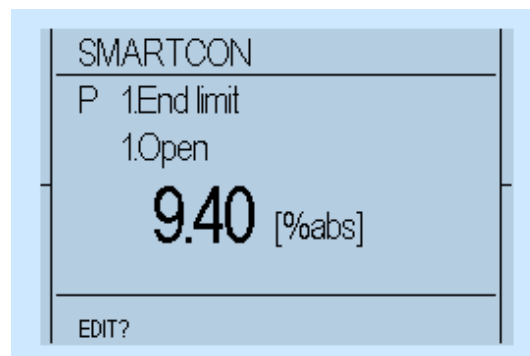 SMARTCON
P 1.End limit
1.Open
9.40 [%abs]
EDIT?